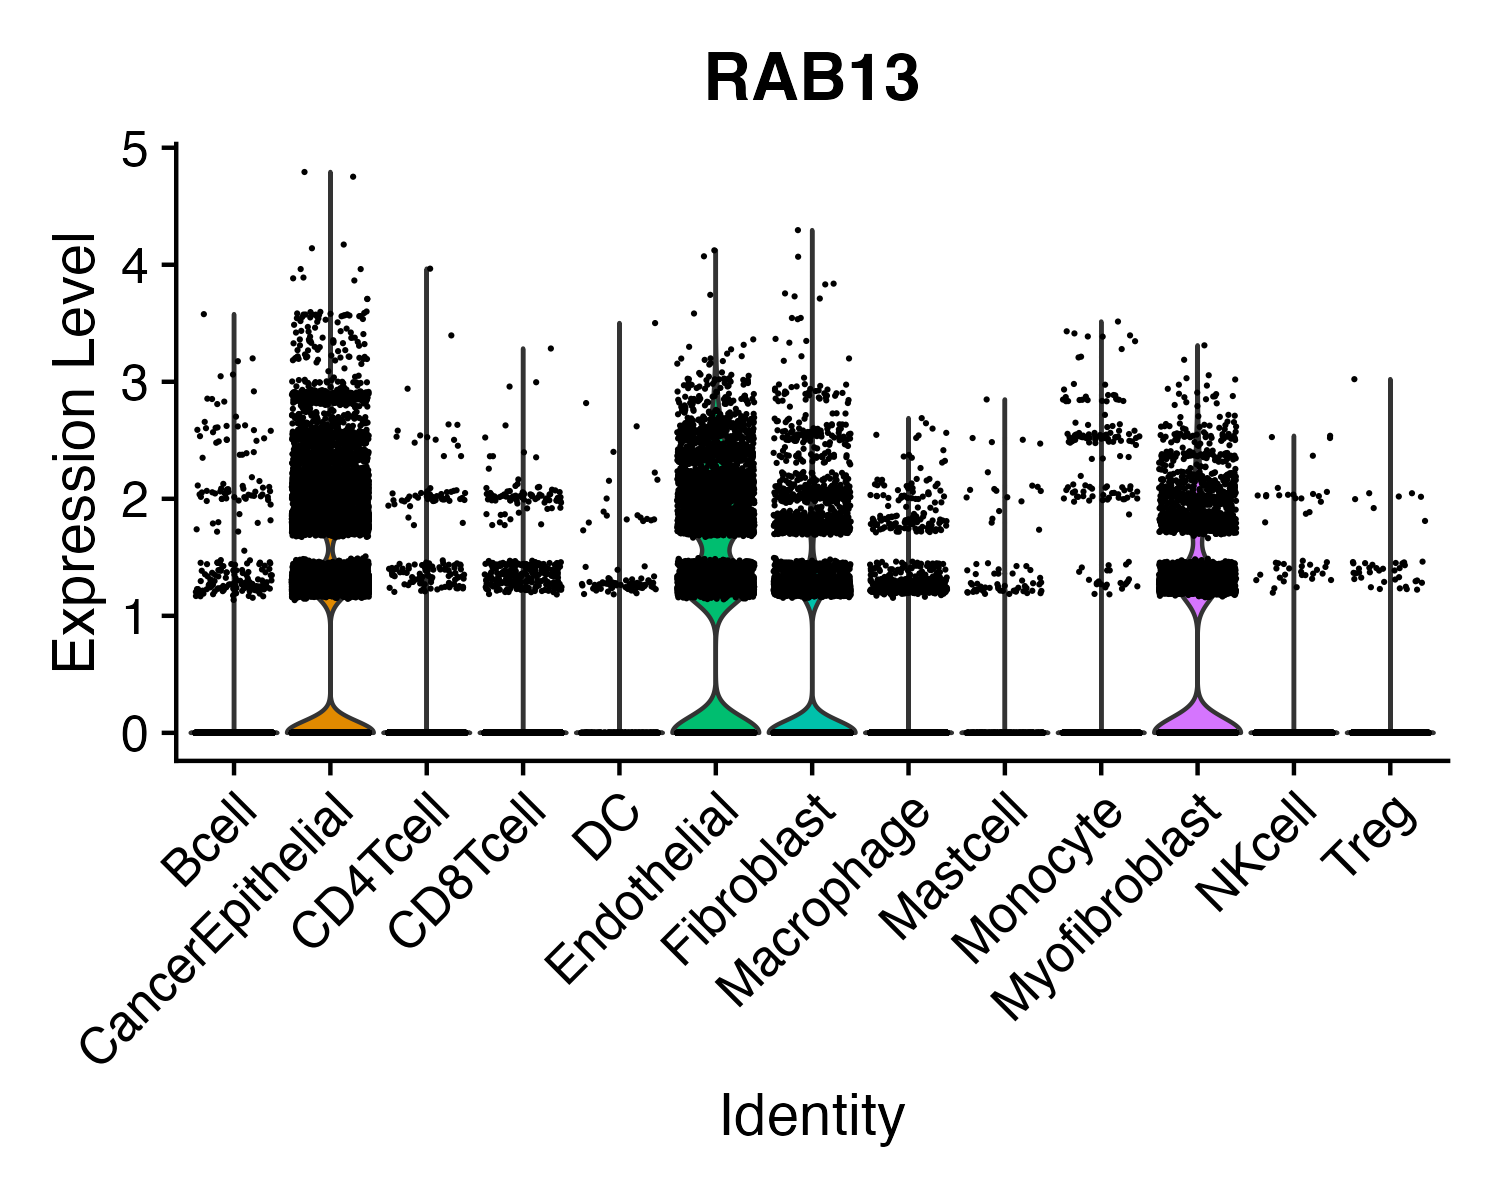 RAB13
Expression Level
5
4
3
2
1
0
Bcell
CancerEpithelial
CD4Tcell
CD8Tcell
DC
Endothelial
Fibroblast
Macrophage
Mastcell
Monocyte
Myofibroblast
NKcell
Treg
Identity